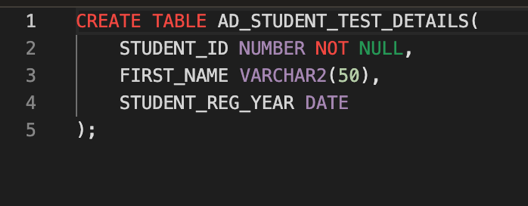 1 CREATE TABLE AD_STUDENT_TEST_DETAILS(
2 STUDENT_ID NUMBER NOT NULL,
3 FIRST_NAME VARCHAR2(50),
4 STUDENT_REG_YEAR DATE
5 );